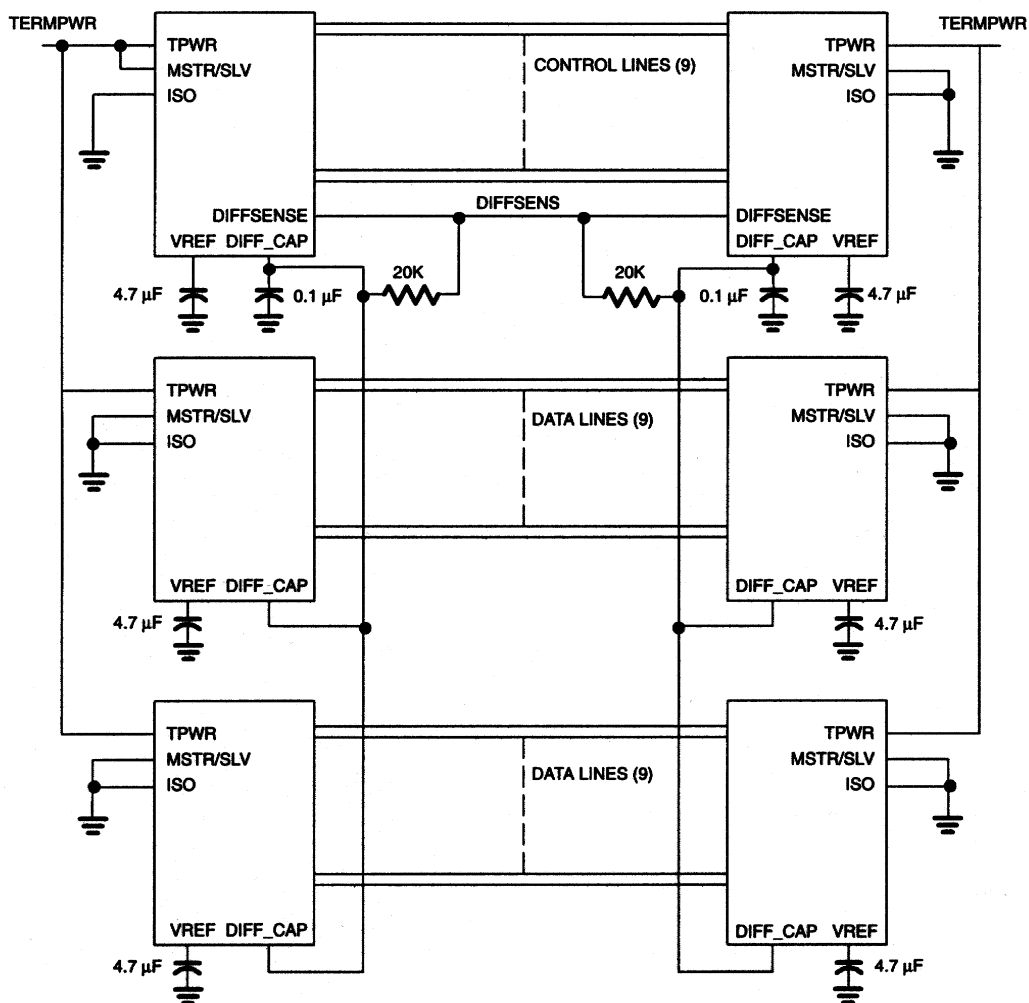 TERMPWR
TERMPWR
TPWR
MSTR/SLV
ISO
CONTROL LINES (9)
TPWR
MSTR/SLV
ISO
DIFFSENSE
DIFFSENS
DIFFSENSE
VREF DIFF_CAP
DIFF_CAP VREF
4.7 µF
0.1 µF
20K
20K
0.1 µF
4.7 µF
TPWR
MSTR/SLV
ISO
DATA LINES (9)
TPWR
MSTR/SLV
ISO
VREF DIFF_CAP
DIFF_CAP VREF
4.7 µF
4.7 µF
TPWR
MSTR/SLV
ISO
DATA LINES (9)
TPWR
MSTR/SLV
ISO
VREF DIFF_CAP
DIFF_CAP VREF
4.7 µF
4.7 µF